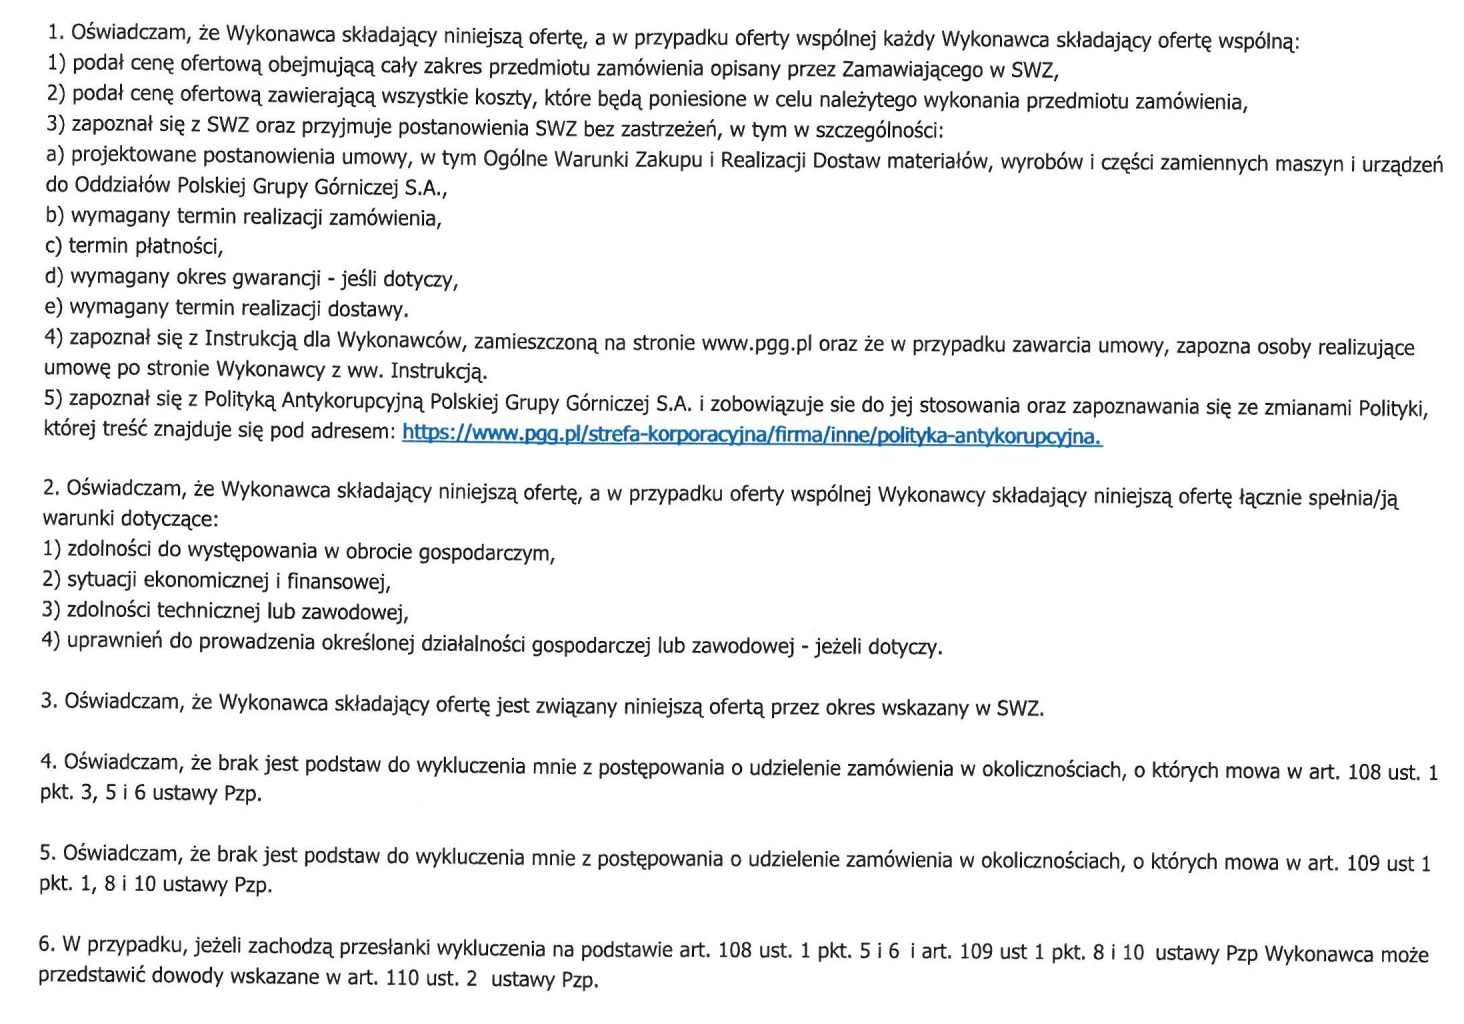 1. Oświadczam, że Wykonawca składający niniejszą ofertę, a w przypadku oferty wspólnej każdy Wykonawca składający ofertę wspólną:
1) podał cenę ofertową obejmującą cały zakres przedmiotu zamówienia opisany przez Zamawiającego w SWZ,
2) podał cenę ofertową zawierającą wszystkie koszty, które będą poniesione w celu należytego wykonania przedmiotu zamówienia,
3) zapoznał się z SWZ oraz przyjmuje postanowienia SWZ bez zastrzeżeń, w tym w szczególności:
a) projektowane postanowienia umowy, w tym Ogólne Warunki Zakupu i Realizacji Dostaw materiałów, wyrobów i części zamiennych maszyn i urządzeń
do Oddziałów Polskiej Grupy Górniczej S.A.,
b) wymagany termin realizacji zamówienia,
c) termin płatności,
d) wymagany okres gwarancji - jeśli dotyczy,
e) wymagany termin realizacji dostawy.
4) zapoznał się z Instrukcją dla Wykonawców, zamieszczoną na stronie www.pgg.pl oraz że w przypadku zawarcia umowy, zapozna osoby realizujące
umowę po stronie Wykonawcy z ww. Instrukcją.
5) zapoznał się z Polityką Antykorupcyjną Polskiej Grupy Górniczej S.A. i zobowiązuje sie do jej stosowania oraz zapoznawania się ze zmianami Polityki,
której treść znajduje się pod adresem: https://www.pgg.pl/strefa-korporacyjna/firma/inne/polityka-antykorupcyjna.
2. Oświadczam, że Wykonawca składający niniejszą ofertę, a w przypadku oferty wspólnej Wykonawcy składający niniejszą ofertę łącznie spełnia/ją
warunki dotyczące:
1) zdolności do występowania w obrocie gospodarczym,
2) sytuacji ekonomicznej i finansowej,
3) zdolności technicznej lub zawodowej,
4) uprawnień do prowadzenia określonej działalności gospodarczej lub zawodowej - jeżeli dotyczy.
3. Oświadczam, że Wykonawca składający ofertę jest związany niniejszą ofertą przez okres wskazany w SWZ.
4. Oświadczam, że brak jest podstaw do wykluczenia mnie z postępowania o udzielenie zamówienia w okolicznościach, o których mowa w art. 108 ust. 1
pkt. 3, 5 i 6 ustawy Pzp.
5. Oświadczam, że brak jest podstaw do wykluczenia mnie z postępowania o udzielenie zamówienia w okolicznościach, o których mowa w art. 109 ust 1
pkt. 1, 8 i 10 ustawy Pzp.
6. W przypadku, jeżeli zachodzą przesłanki wykluczenia na podstawie art. 108 ust. 1 pkt. 5 i 6 i art. 109 ust 1 pkt. 8 i 10 ustawy Pzp Wykonawca może
przedstawić dowody wskazane w art. 110 ust. 2 ustawy Pzp.